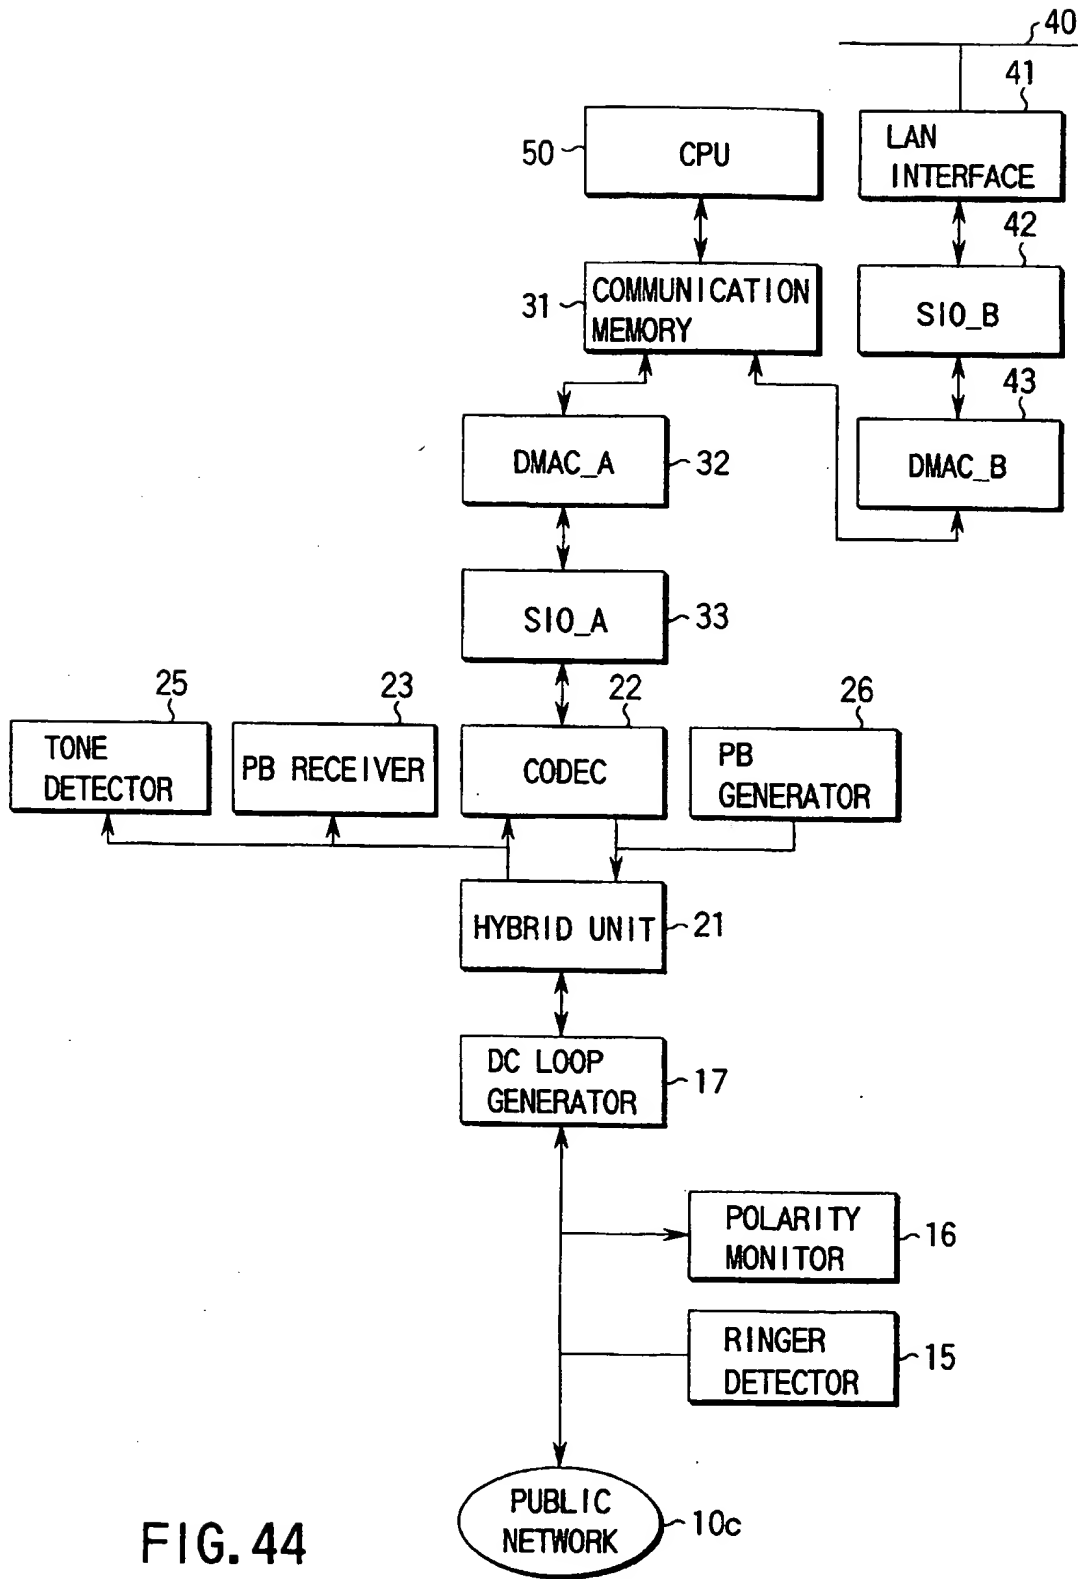 40
41
LAN
INTERFACE
50
CPU
42
31
COMMUNICATION
MEMORY
SIO_B
43
DMAC_A
32
DMAC_B
SIO_A
33
25
23
22
26
TONE
DETECTOR
PB RECEIVER
CODEC
PB
GENERATOR
HYBRID UNIT
21
DC LOOP
GENERATOR
17
POLARITY
MONITOR
16
RINGER
DETECTOR
15
PUBLIC
NETWORK
10c
FIG. 44